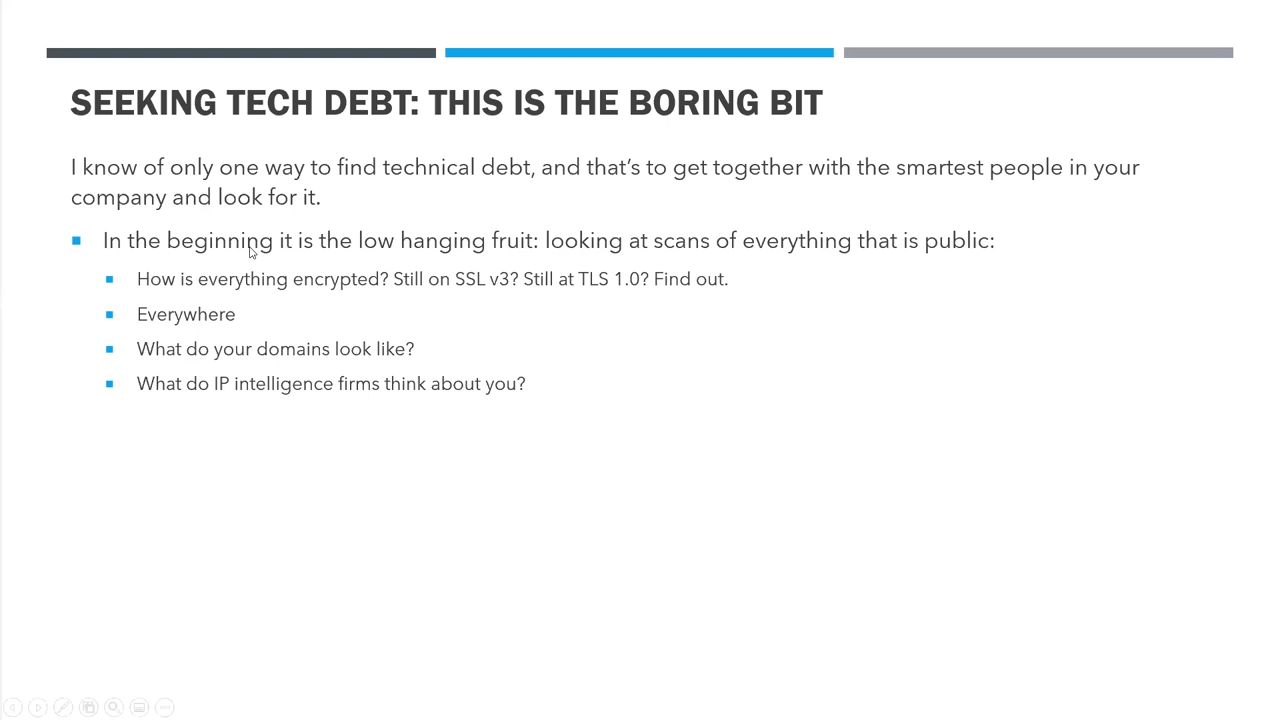 SEEKING TECH DEBT: THIS IS THE BORING BIT
I know of only one way to find technical debt, and that’s to get together with the smartest people in your
company and look for it.
In the beginning it is the low hanging fruit: looking at scans of everything that is public:
How is everything encrypted? Still on SSL v3? Still at TLS 1.0? Find out.
Everywhere
What do your domains look like?
What do IP intelligence firms think about you?